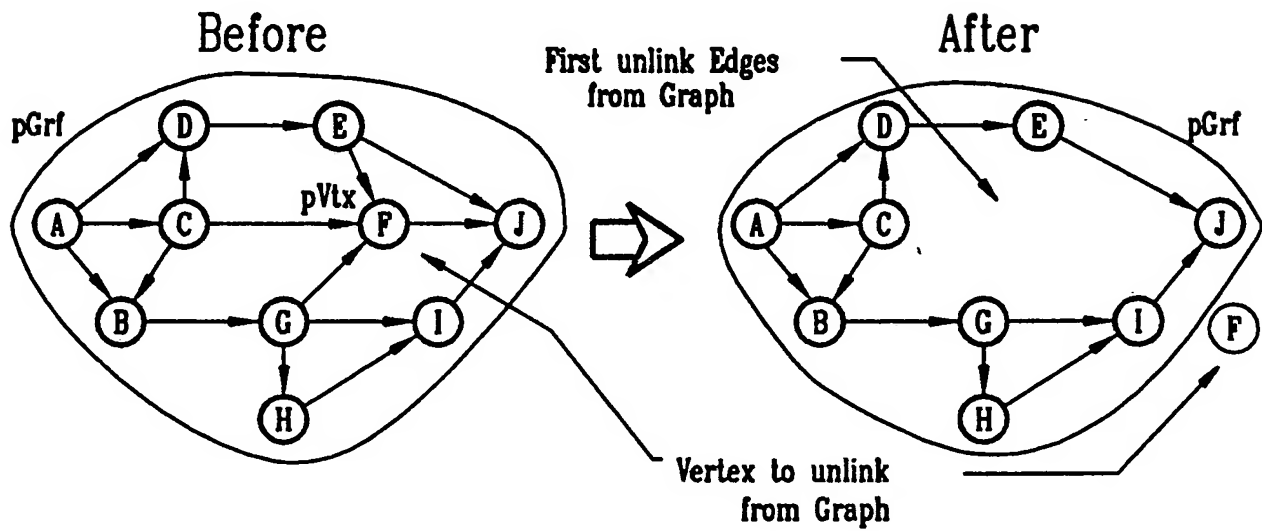 Before
After
First unlink Edges
from Graph
pGrf
D
E
pVtx
A
C
F
J
B
G
I
H
D
E
pGrf
A
C
J
B
G
I
F
H
Vertex to unlink
from Graph